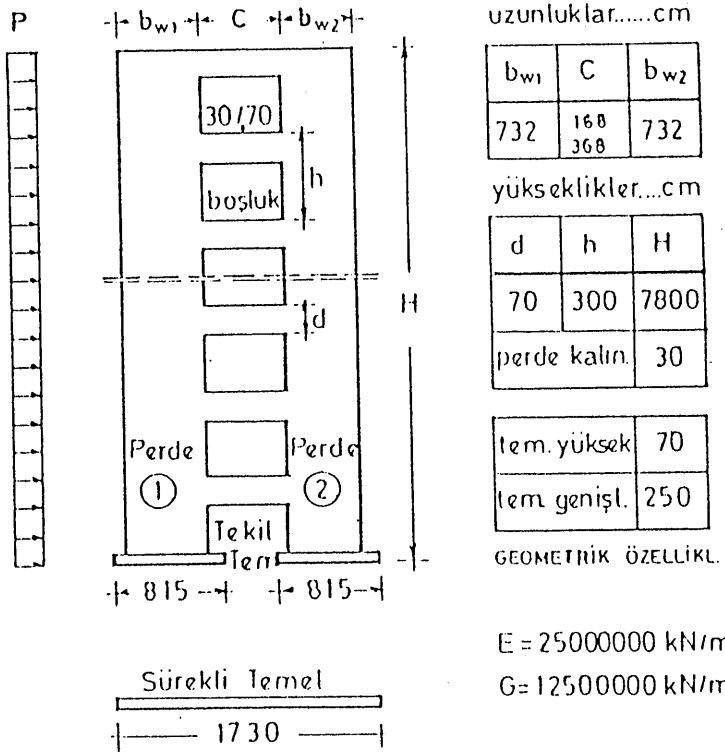 P
bw1 C bw2
30/70
h
boşluk
d
H
Perde
1
Perde
2
Tekil
Tem
815 815
Sürekli Temel
1730
uzunluklar......cm
bw1 C bw2
732 168 732
368
yükseklikler....cm
d h H
70 300 7800
perde kalın. 30
tem. yüksek 70
tem. genişl. 250
GEOMETRİK ÖZELLİKL.
E = 25000000 kN/m
G= 12500000 kN/m